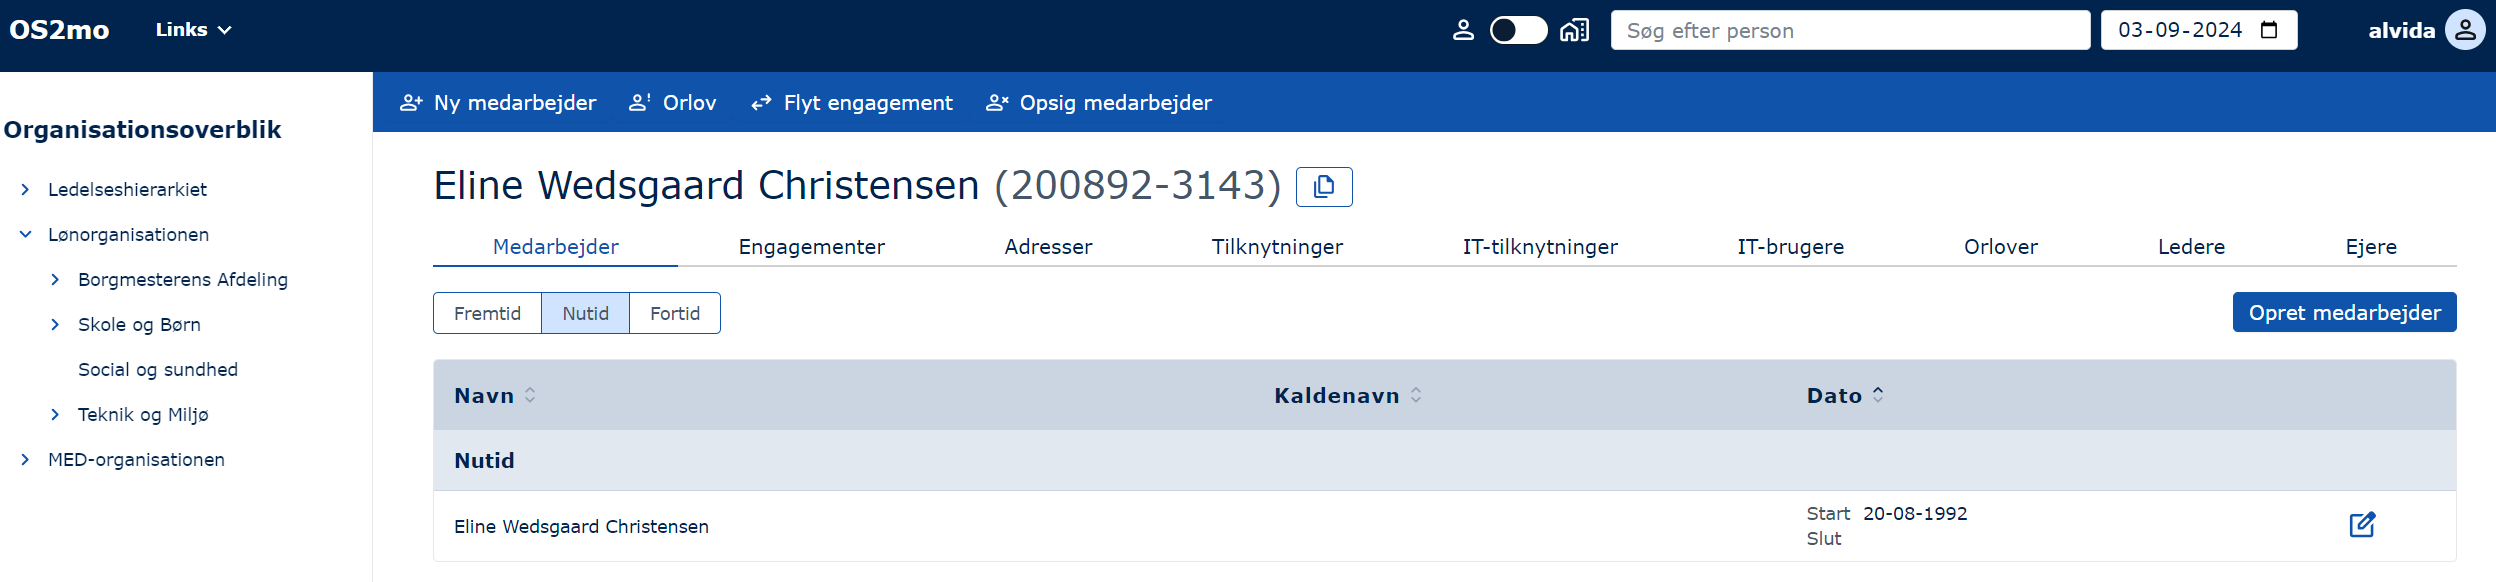 OS2mo Links Søg efter person 03-09-2024 alvida
Ny medarbejder Orlov Flyt engagement Opsig medarbejder
Organisationsoverblik
Ledelseshierarkiet
Lønorganisationen
Borgmesterens Afdeling
Skole og Børn
Social og sundhed
Teknik og Miljø
MED-organisationen
Eline Wedsgaard Christensen (200892-3143)
Medarbejder Engagementer Adresser Tilknytninger IT-tilknytninger IT-brugere Orlover Ledere Ejere
Fremtid Nutid Fortid Opret medarbejder
Navn Kaldenavn Dato
Nutid
Eline Wedsgaard Christensen Start 20-08-1992
Slut